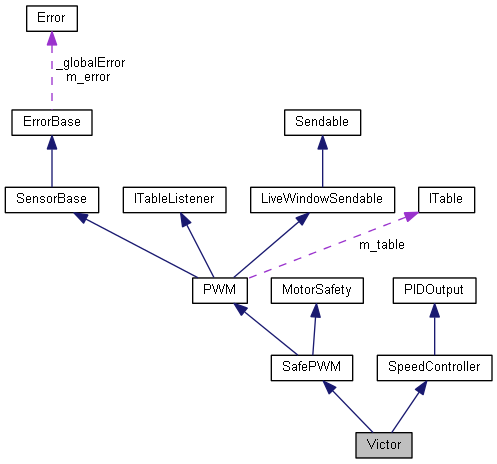 Error
_globalError
m_error
ErrorBase
Sendable
SensorBase
ITableListener
LiveWindowSendable
ITable
m_table
PWM
MotorSafety
PIDOutput
SafePWM
SpeedController
Victor